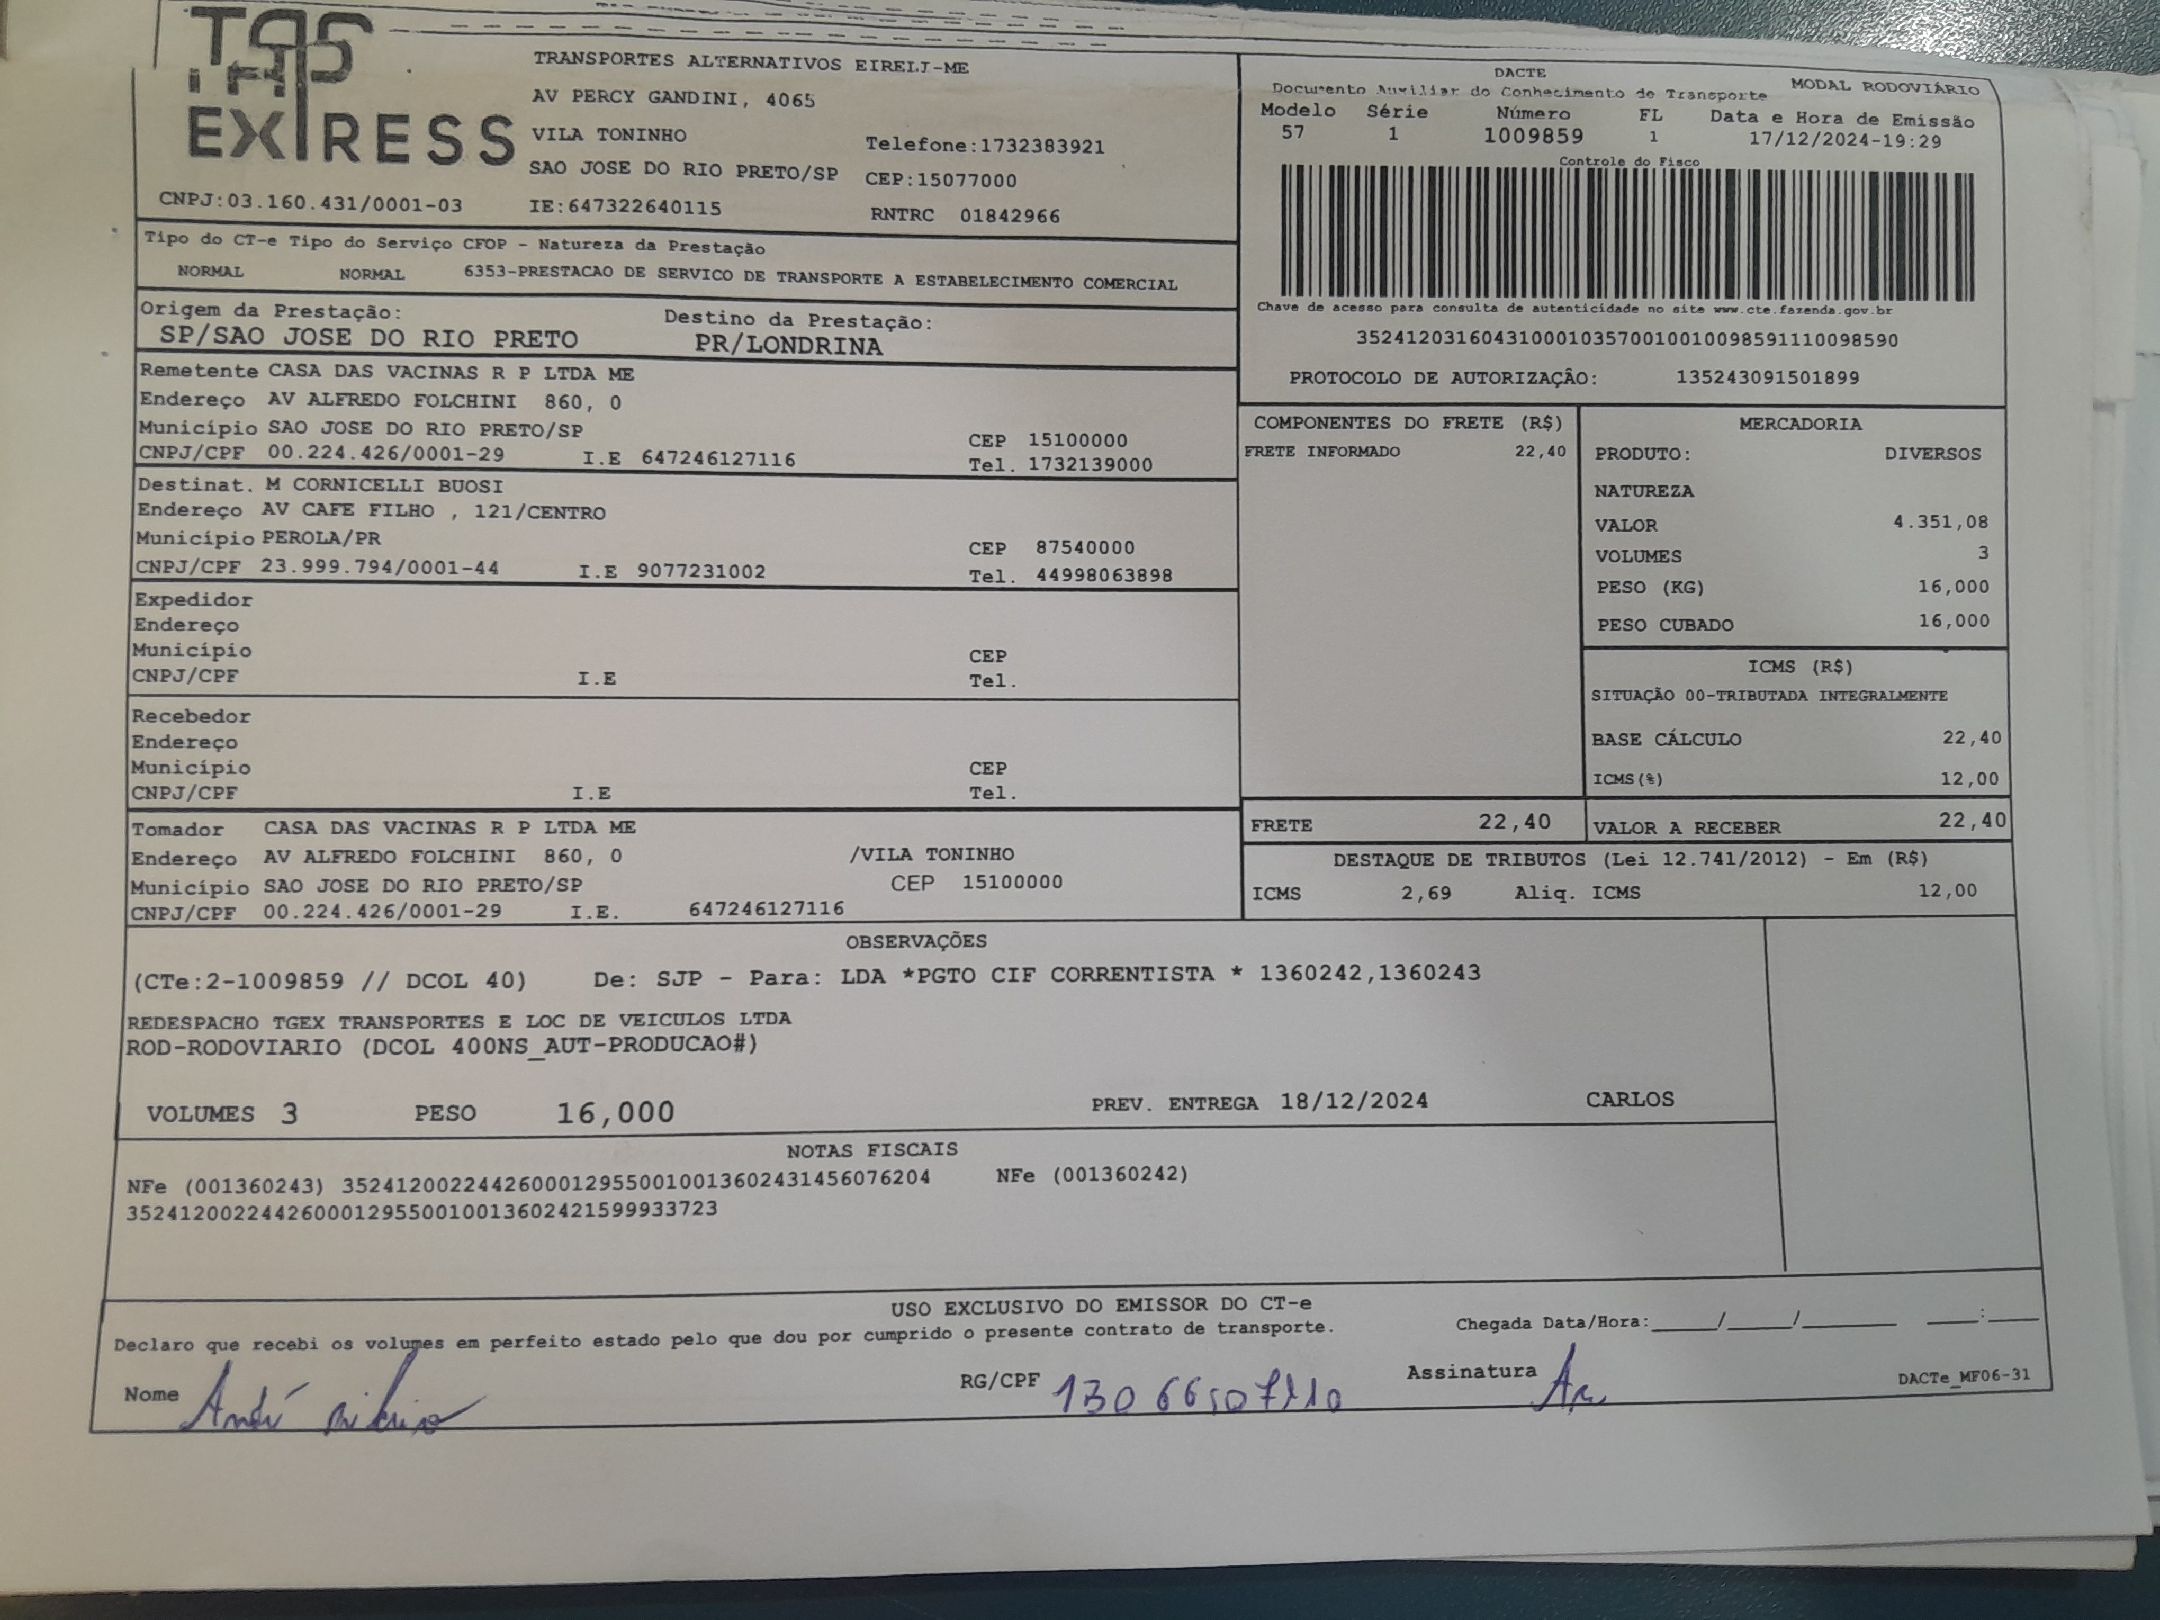 EXPRESS
TRANSPORTES ALTERNATIVOS EIRELI-ME
AV PERCY GANDINI, 4065
VILA TONINHO
Telefone:1732383921
SAO JOSE DO RIO PRETO/SP CEP:15077000
CNPJ:03.160.431/0001-03 IE:647322640115 RNTRC 01842966
DACTE
MODAL RODOVIÁRIO
Documento Auxiliar do Conhecimento de Transporte
Modelo Série Número FL Data e Hora de Emissão
57 1 1009859 1 17/12/2024-19:29
Controle do Fisco
Chave de acesso para consulta de autenticidade no site www.cte.fazenda.gov.br
35241203160431000103570010010098591110098590
PROTOCOLO DE AUTORIZAÇÃO: 135243091501899
Tipo do CT-e Tipo do Serviço CFOP - Natureza da Prestação
NORMAL NORMAL 6353-PRESTACAO DE SERVICO DE TRANSPORTE A ESTABELECIMENTO COMERCIAL
Origem da Prestação: Destino da Prestação:
SP/SAO JOSE DO RIO PRETO PR/LONDRINA
Remetente CASA DAS VACINAS R P LTDA ME
Endereço AV ALFREDO FOLCHINI 860, 0
Município SAO JOSE DO RIO PRETO/SP CEP 15100000
CNPJ/CPF 00.224.426/0001-29 I.E 647246127116 Tel. 1732139000
Destinat. M CORNICELLI BUOSI
Endereço AV CAFE FILHO , 121/CENTRO
Município PEROLA/PR CEP 87540000
CNPJ/CPF 23.999.794/0001-44 I.E 9077231002 Tel. 44998063898
Expedidor
Endereço
Município CEP
CNPJ/CPF I.E Tel.
Recebedor
Endereço
Município CEP
CNPJ/CPF I.E Tel.
Tomador CASA DAS VACINAS R P LTDA ME
Endereço AV ALFREDO FOLCHINI 860, 0 /VILA TONINHO
Município SAO JOSE DO RIO PRETO/SP CEP 15100000
CNPJ/CPF 00.224.426/0001-29 I.E. 647246127116
COMPONENTES DO FRETE (R$)
FRETE INFORMADO 22,40
MERCADORIA
PRODUTO: DIVERSOS
NATUREZA
VALOR 4.351,08
VOLUMES 3
PESO (KG) 16,000
PESO CUBADO 16,000
ICMS (R$)
SITUAÇÃO 00-TRIBUTADA INTEGRALMENTE
BASE CÁLCULO 22,40
ICMS(%) 12,00
FRETE 22,40 VALOR A RECEBER 22,40
DESTAQUE DE TRIBUTOS (Lei 12.741/2012) - Em (R$)
ICMS 2,69 Aliq. ICMS 12,00
OBSERVAÇÕES
(CTe:2-1009859 // DCOL 40) De: SJP - Para: LDA *PGTO CIF CORRENTISTA * 1360242,1360243
REDESPACHO TGEX TRANSPORTES E LOC DE VEICULOS LTDA
ROD-RODOVIARIO (DCOL 400NS_AUT-PRODUCAO#)
VOLUMES 3 PESO 16,000 PREV. ENTREGA 18/12/2024 CARLOS
NOTAS FISCAIS
NFe (001360243) 35241200224426000129550010013602431456076204 NFe (001360242)
35241200224426000129550010013602421599933723
USO EXCLUSIVO DO EMISSOR DO CT-e
Declaro que recebi os volumes em perfeito estado pelo que dou por cumprido o presente contrato de transporte.
Chegada Data/Hora:_____/_____/_______ ____:____
Nome André RG/CPF Assinatura
DACTe_MF06-31